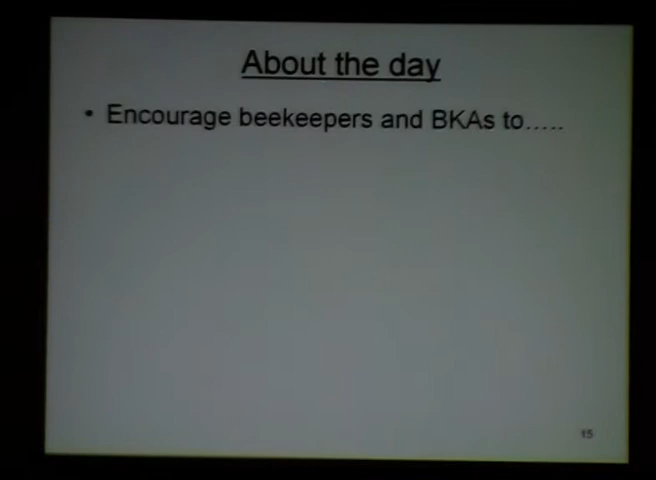 About the day
• Encourage beekeepers and BKAs to.....
15